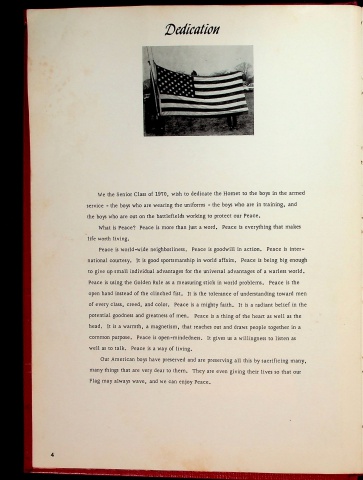 Dedication
We the Senior Class of 1970, wish to dedicate the Hornet to the boys in the armed
service - the boys who are wearing the uniforms - the boys who are in training, and
the boys who are out on the battlefields working to protect our Peace.
What is Peace? Peace is more than just a word. Peace is everything that makes
life worth living.
Peace is world-wide neighborliness. Peace is goodwill in action. Peace is inter-
national courtesy. It is good sportsmanship in world affairs. Peace is being big enough
to give up small individual advantages for the universal advantages of a warless world.
Peace is using the Golden Rule as a measuring stick in world problems. Peace is the
open hand instead of the clinched fist. It is the tolerance of understanding toward men
of every class, creed, and color. Peace is a mighty faith. It is a radiant belief in the
potential goodness and greatness of men. Peace is a thing of the heart as well as the
head. It is a warmth, a magnetism, that reaches out and draws people together in a
common purpose. Peace is open-mindedness. It gives us a willingness to listen as
well as to talk. Peace is a way of living.
Our American boys have preserved and are preserving all this by sacrificing many,
many things that are very dear to them. They are even giving their lives so that our
Flag may always wave, and we can enjoy Peace.
4